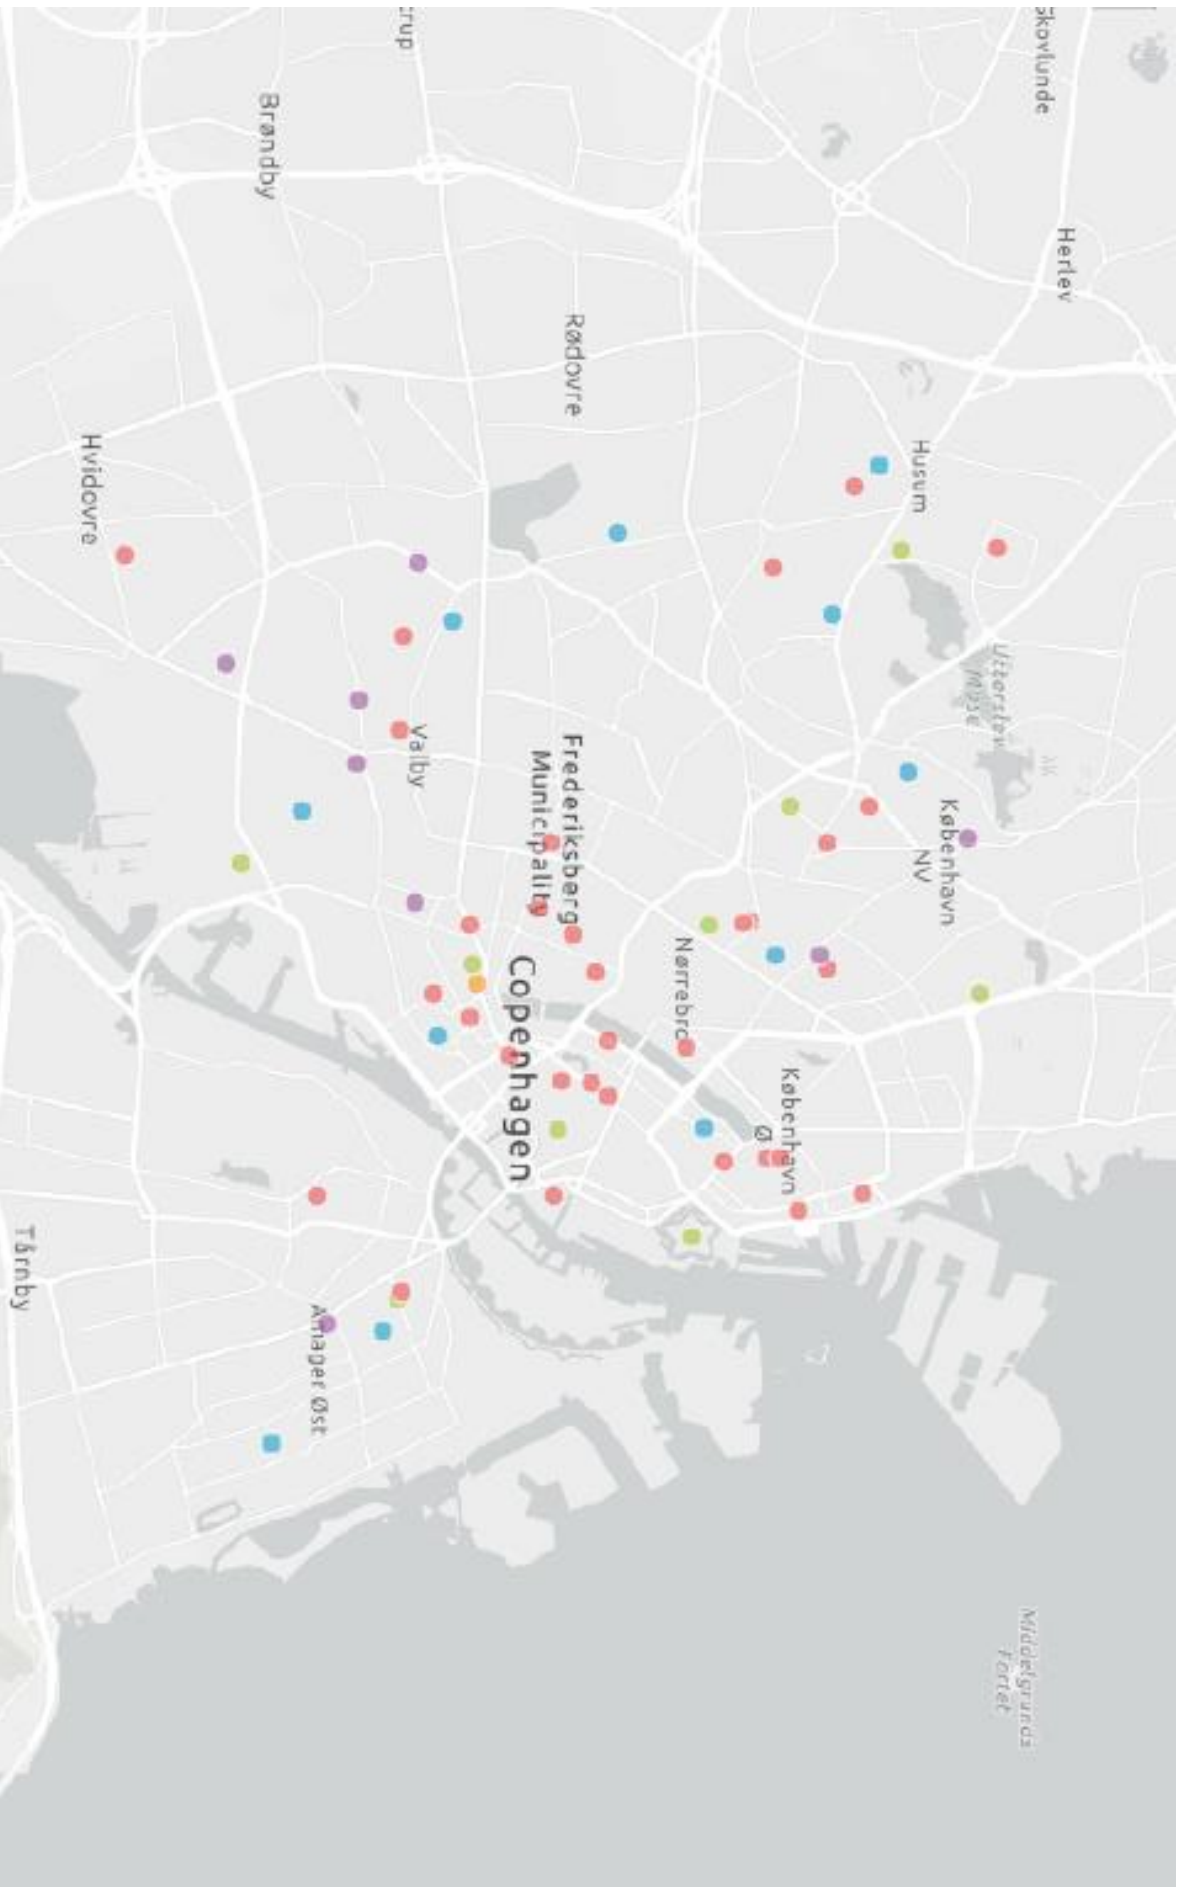 Brøndby
Herlev
Rødovre
Hvidovre
Husum
Utterslev
Mose
Valby
Frederiksberg
Municipality
København
NV
Nørrebro
Copenhagen
København
Ø
Tårnby
Amager Øst
Middelgrunds
Fortet